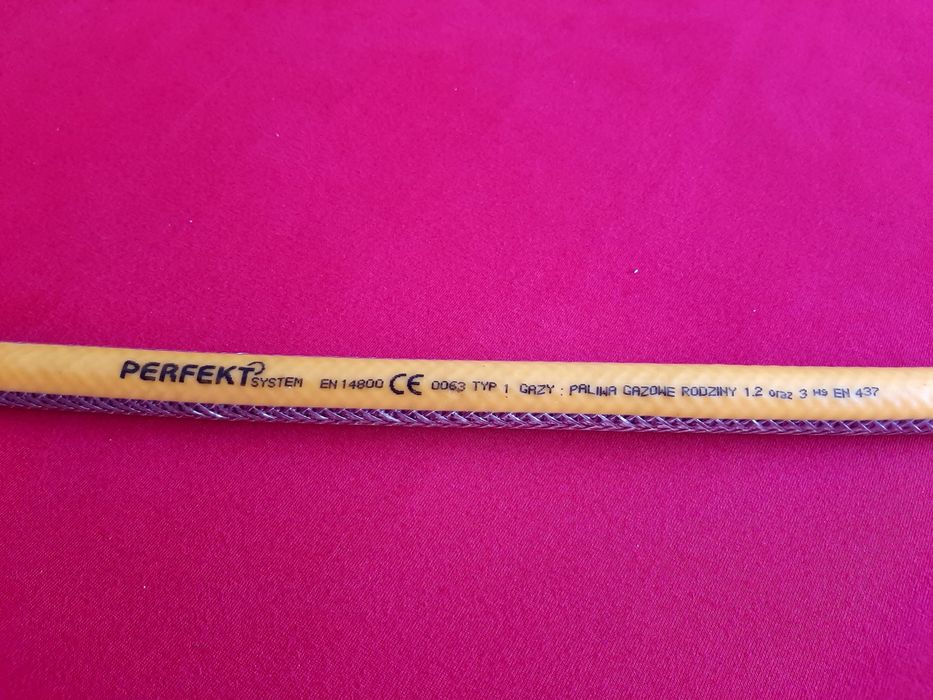 PERFEKT SYSTEM EN 14800 CE 0063 TYP 1 GAZY : PALIWA GAZOWE RODZINY 1.2 oraz 3 WG EN 437